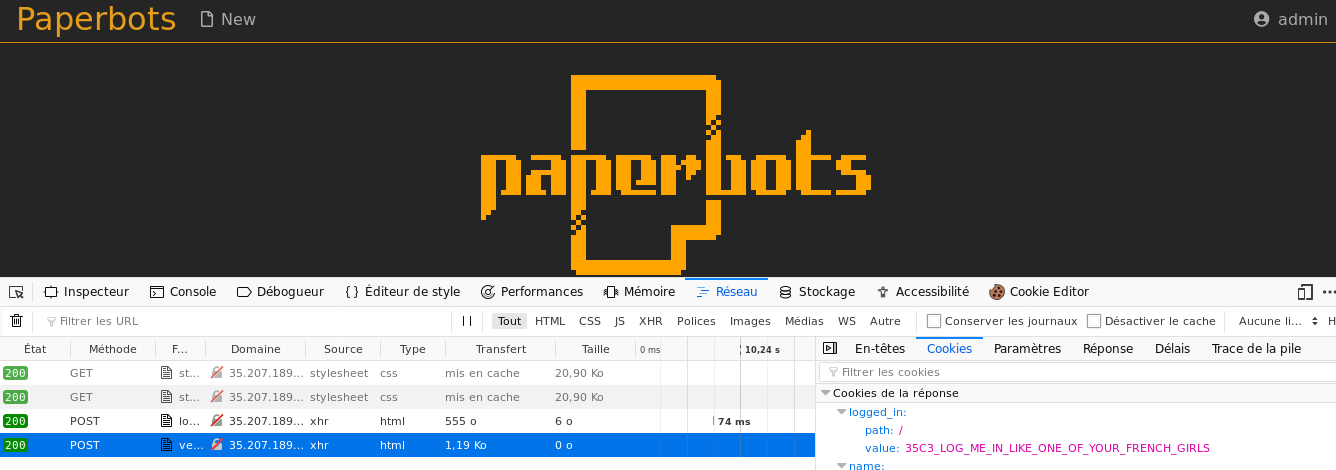 Paperbots New admin
paperbots
Inspecteur Console Débogueur {} Éditeur de style Performances Mémoire Réseau Stockage Accessibilité Cookie Editor ...
Filtrer les URL Tout HTML CSS JS XHR Polices Images Médias WS Autre Conserver les journaux Désactiver le cache Aucune li... H
État Méthode F... Domaine Source Type Transfert Taille 0 ms 10,24 s
En-têtes Cookies Paramètres Réponse Délais Trace de la pile
200 GET st... 35.207.189... stylesheet css mis en cache 20,90 Ko
Filtrer les cookies
200 GET st... 35.207.189... stylesheet css mis en cache 20,90 Ko
Cookies de la réponse
200 POST lo... 35.207.189... xhr html 555 o 6 o 74 ms
logged_in:
path: /
200 POST ve... 35.207.189... xhr html 1,19 Ko 0 o
value: 35C3_LOG_ME_IN_LIKE_ONE_OF_YOUR_FRENCH_GIRLS
name: